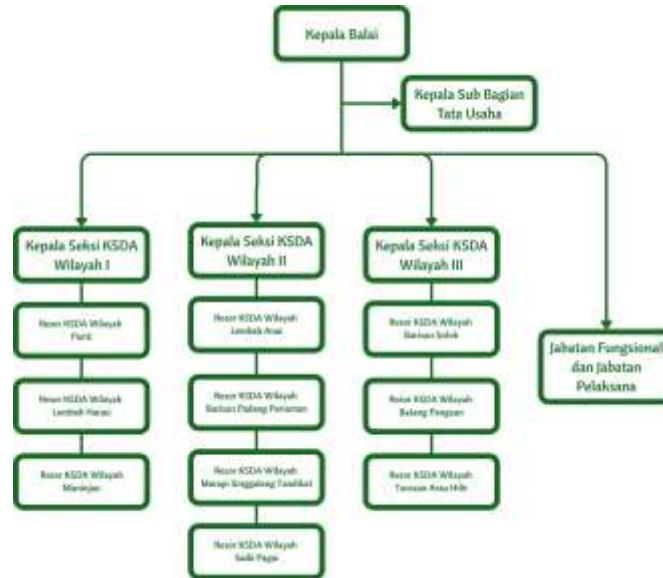 Kepala Balai
Kepala Sub Bagian
Tata Usaha
Kepala Seksi KSDA
Wilayah I
Kepala Seksi KSDA
Wilayah II
Kepala Seksi KSDA
Wilayah III
Resor KSDA Wilayah
Resor KSDA Wilayah
Lembah Harau
Resor KSDA Wilayah
Maninjau
Resor KSDA Wilayah
Lembah Anai
Resor KSDA Wilayah
Barisan Padang Pariaman
Resor KSDA Wilayah
Merapi Singgalang Tandikat
Resor KSDA Wilayah
Resor KSDA Wilayah
Barisan Solok
Resor KSDA Wilayah
Batang Pangean
Resor KSDA Wilayah
Tarusan Arau Hilir
Jabatan Fungsional
dan Jabatan
Pelaksana